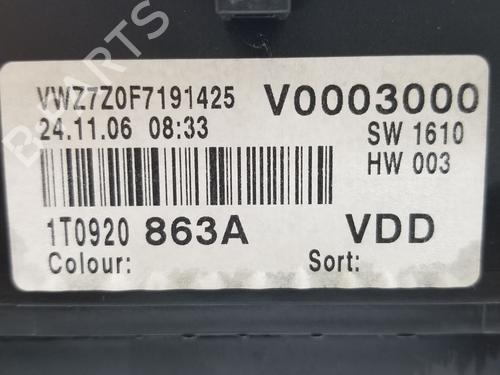 VWZ7Z0F7191425 V0003000
24.11.06 08:33 SW 1610
HW 003
1T0920 863A VDD
Colour: Sort: